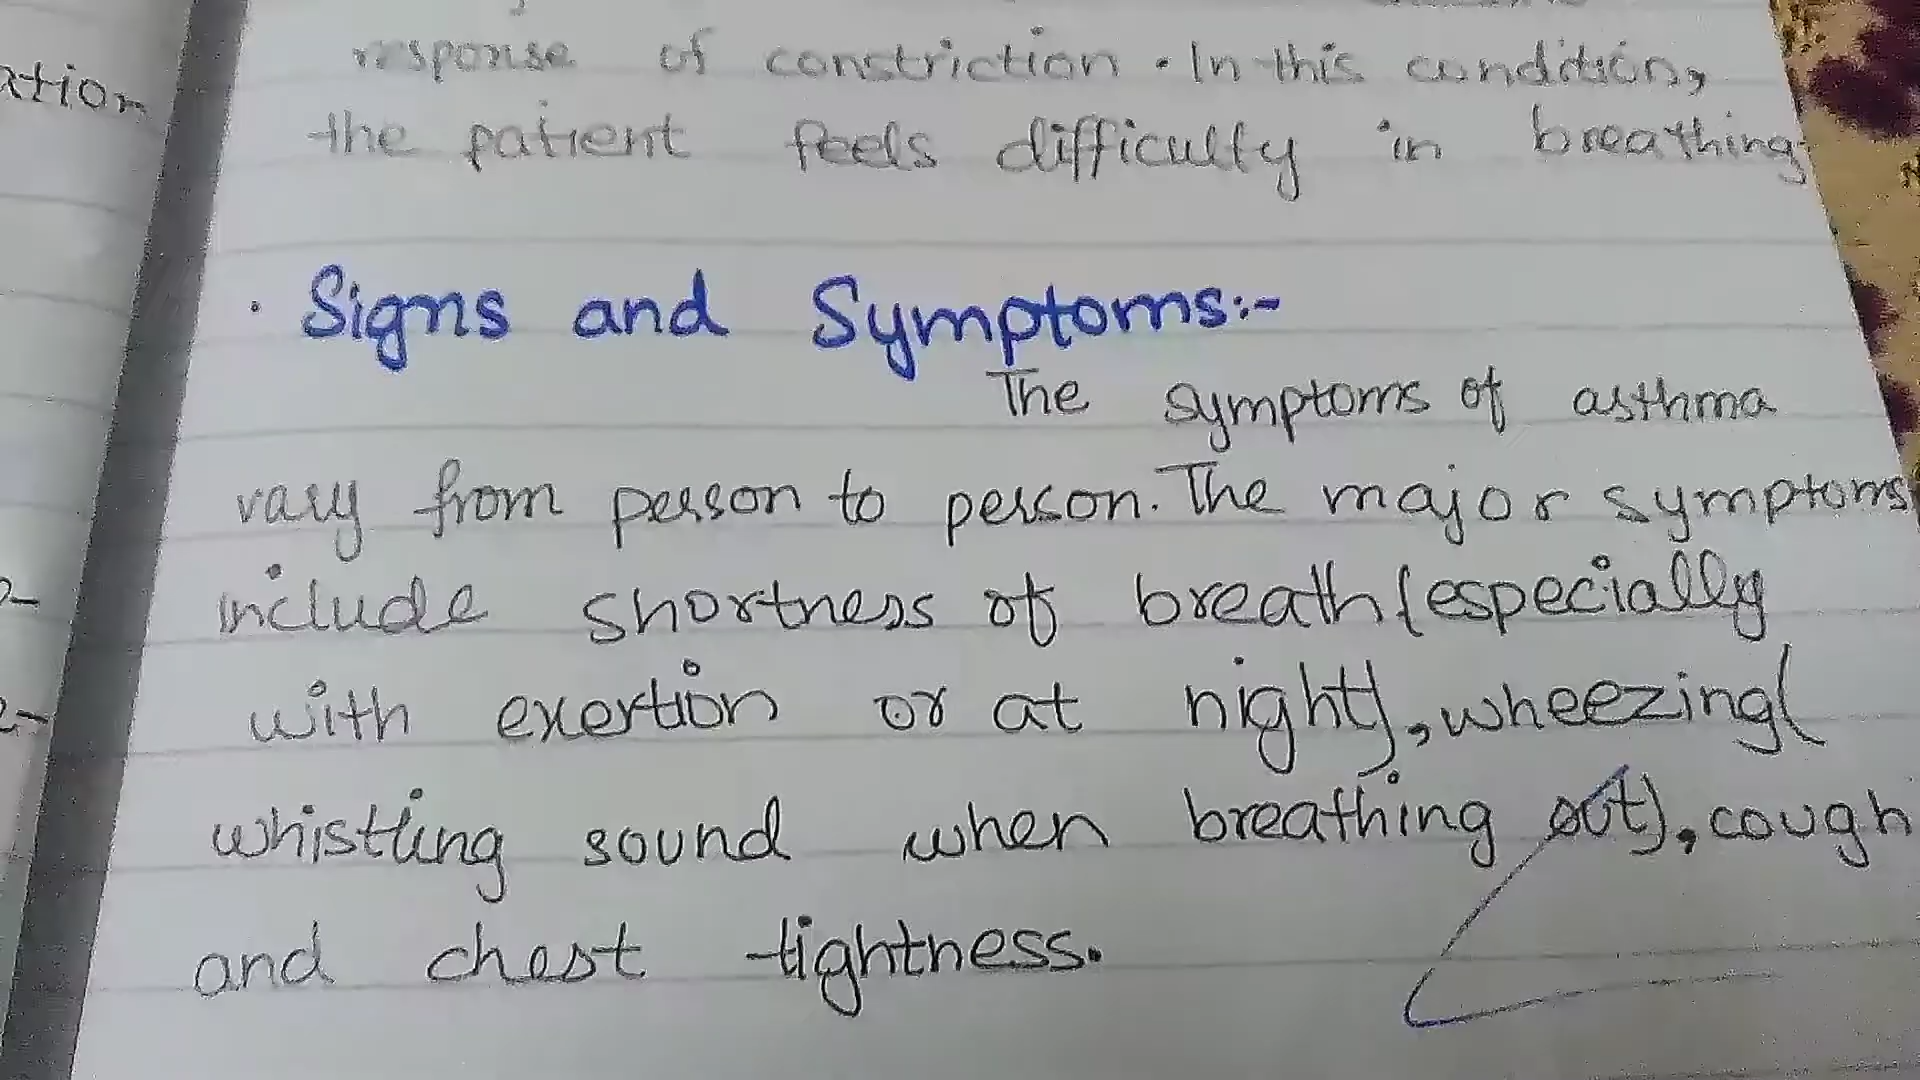 response of constriction. In this condition,
the patient feels difficulty in breathing
• Signs and Symptoms:-
The symptoms of asthma
vary from person to person. The major symptoms
include shortness of breath (especially
with exertion or at night), wheezing(
whistling sound when breathing out), cough
and chest tightness.